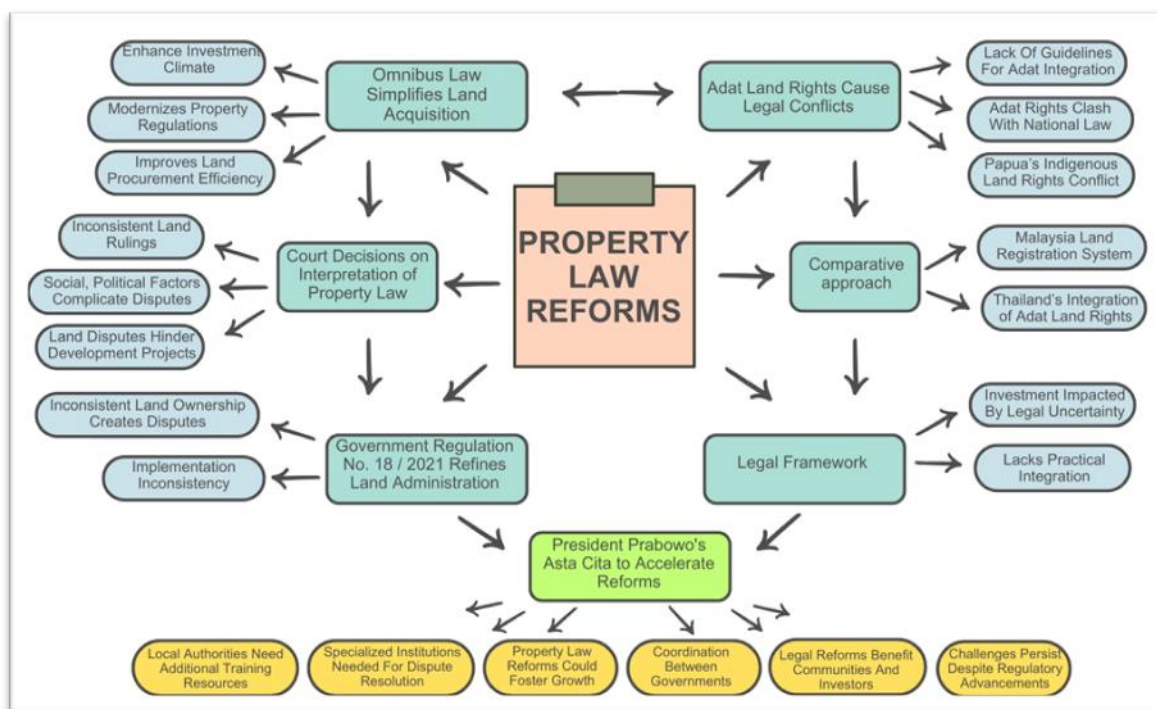 Enhance Investment
Climate
Modernizes Property
Regulations
Improves Land
Procurement Efficiency
Omnibus Law
Simplifies Land
Acquisition
Adat Land Rights Cause
Legal Conflicts
Lack Of Guidelines
For Adat Integration
Adat Rights Clash
With National Law
Papua's Indigenous
Land Rights Conflict
PROPERTY
LAW
REFORMS
Inconsistent Land
Rulings
Social, Political Factors
Complicate Disputes
Land Disputes Hinder
Development Projects
Court Decisions on
Interpretation of
Property Law
Comparative
approach
Malaysia Land
Registration System
Thailand's Integration
of Adat Land Rights
Inconsistent Land Ownership
Creates Disputes
Implementation
Inconsistency
Government Regulation
No. 18 / 2021 Refines
Land Administration
Legal Framework
Investment Impacted
By Legal Uncertainty
Lacks Practical
Integration
President Prabowo's
Asta Cita to Accelerate
Reforms
Local Authorities Need
Additional Training
Resources
Specialized Institutions
Needed For Dispute
Resolution
Property Law
Reforms Could
Foster Growth
Coordination
Between
Governments
Legal Reforms Benefit
Communities And
Investors
Challenges Persist
Despite Regulatory
Advancements